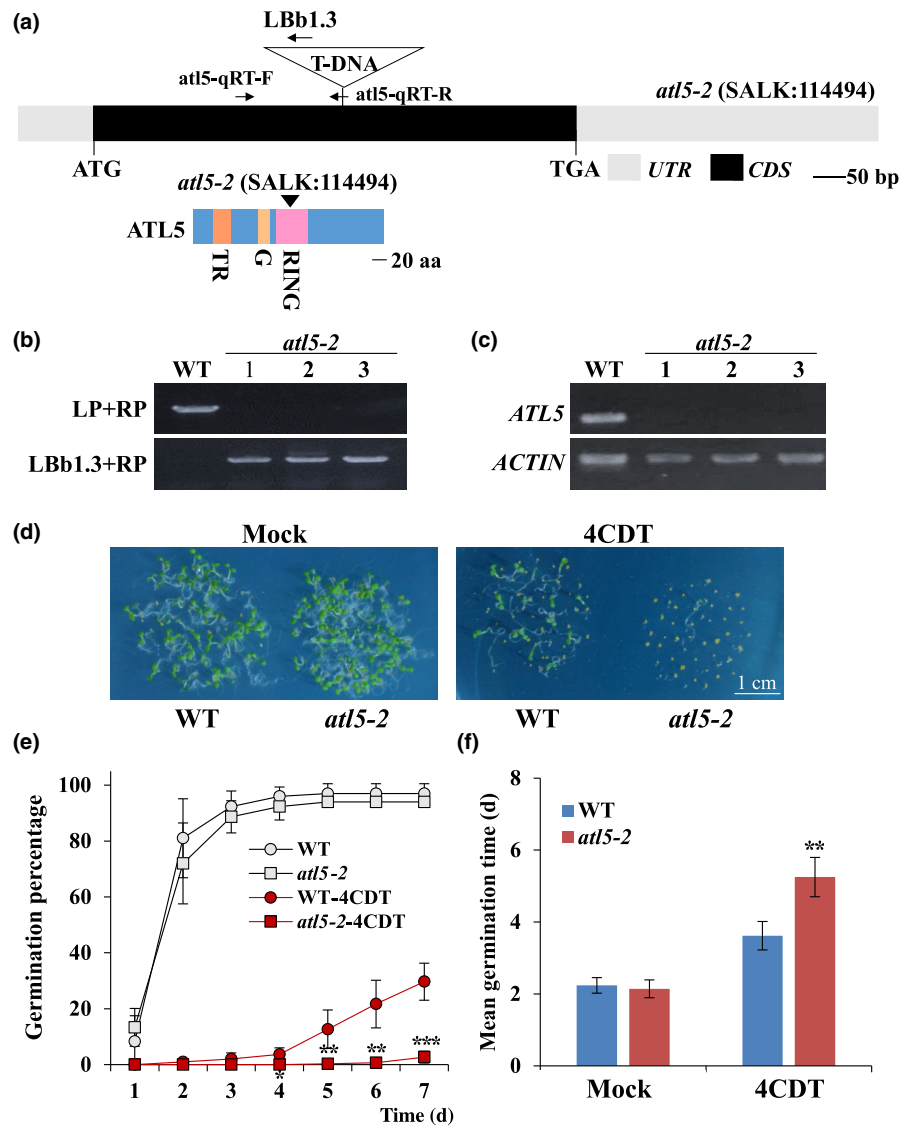 (a)
LBb1.3
T-DNA
atl5-qRT-F
atl5-qRT-R
atl5-2 (SALK:114494)
ATG
TGA
UTR
CDS
50 bp
atl5-2 (SALK:114494)
ATL5
TR
G
RING
20 aa
(b)
atl5-2
WT 1 2 3
LP+RP
LBb1.3+RP
(c)
atl5-2
WT 1 2 3
ATL5
ACTIN
(d)
Mock
4CDT
1 cm
WT
atl5-2
WT
atl5-2
(e)
Germination percentage
100
80
60
40
20
0
WT
atl5-2
WT-4CDT
atl5-2-4CDT
*
**
**
***
1 2 3 4 5 6 7
Time (d)
(f)
Mean germination time (d)
8
6
4
2
0
WT
atl5-2
**
Mock
4CDT